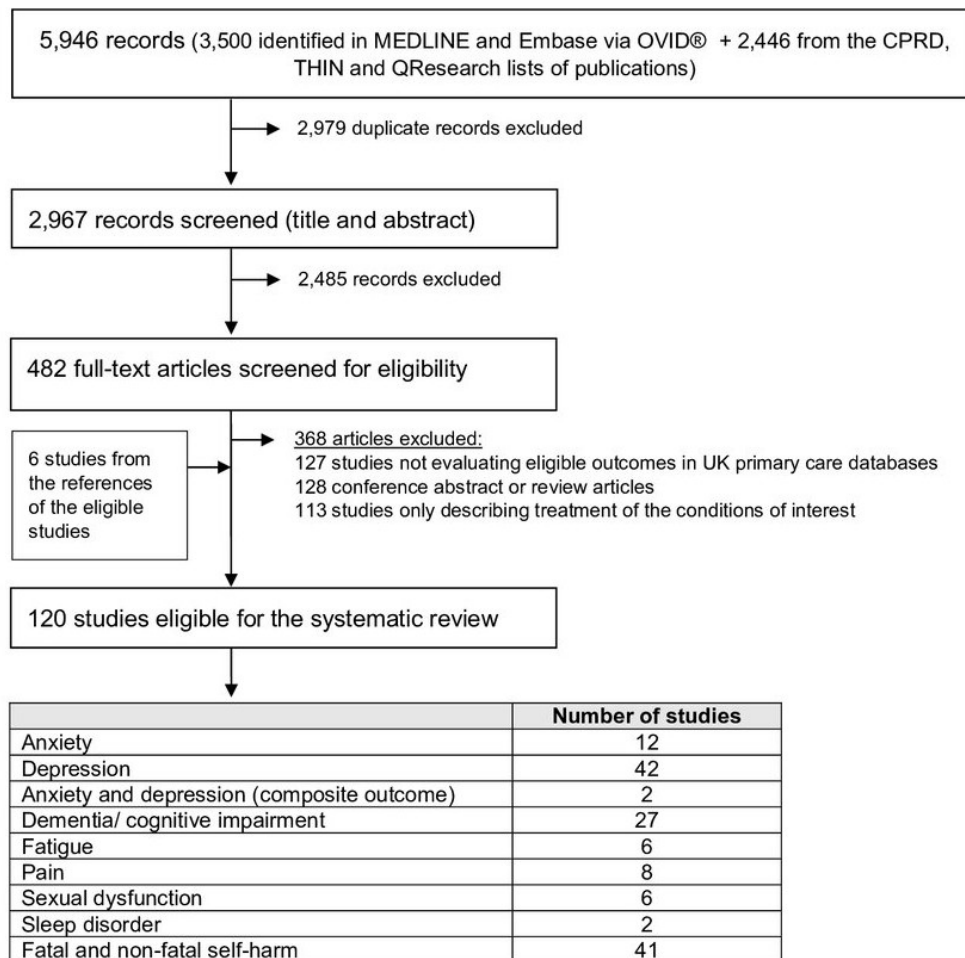 5,946 records (3,500 identified in MEDLINE and Embase via OVID® + 2,446 from the CPRD,
THIN and QResearch lists of publications)
2,979 duplicate records excluded
2,967 records screened (title and abstract)
2,485 records excluded
482 full-text articles screened for eligibility
6 studies from
the references
of the eligible
studies
368 articles excluded:
127 studies not evaluating eligible outcomes in UK primary care databases
128 conference abstract or review articles
113 studies only describing treatment of the conditions of interest
120 studies eligible for the systematic review
Number of studies
Anxiety 12
Depression 42
Anxiety and depression (composite outcome) 2
Dementia/ cognitive impairment 27
Fatigue 6
Pain 8
Sexual dysfunction 6
Sleep disorder 2
Fatal and non-fatal self-harm 41